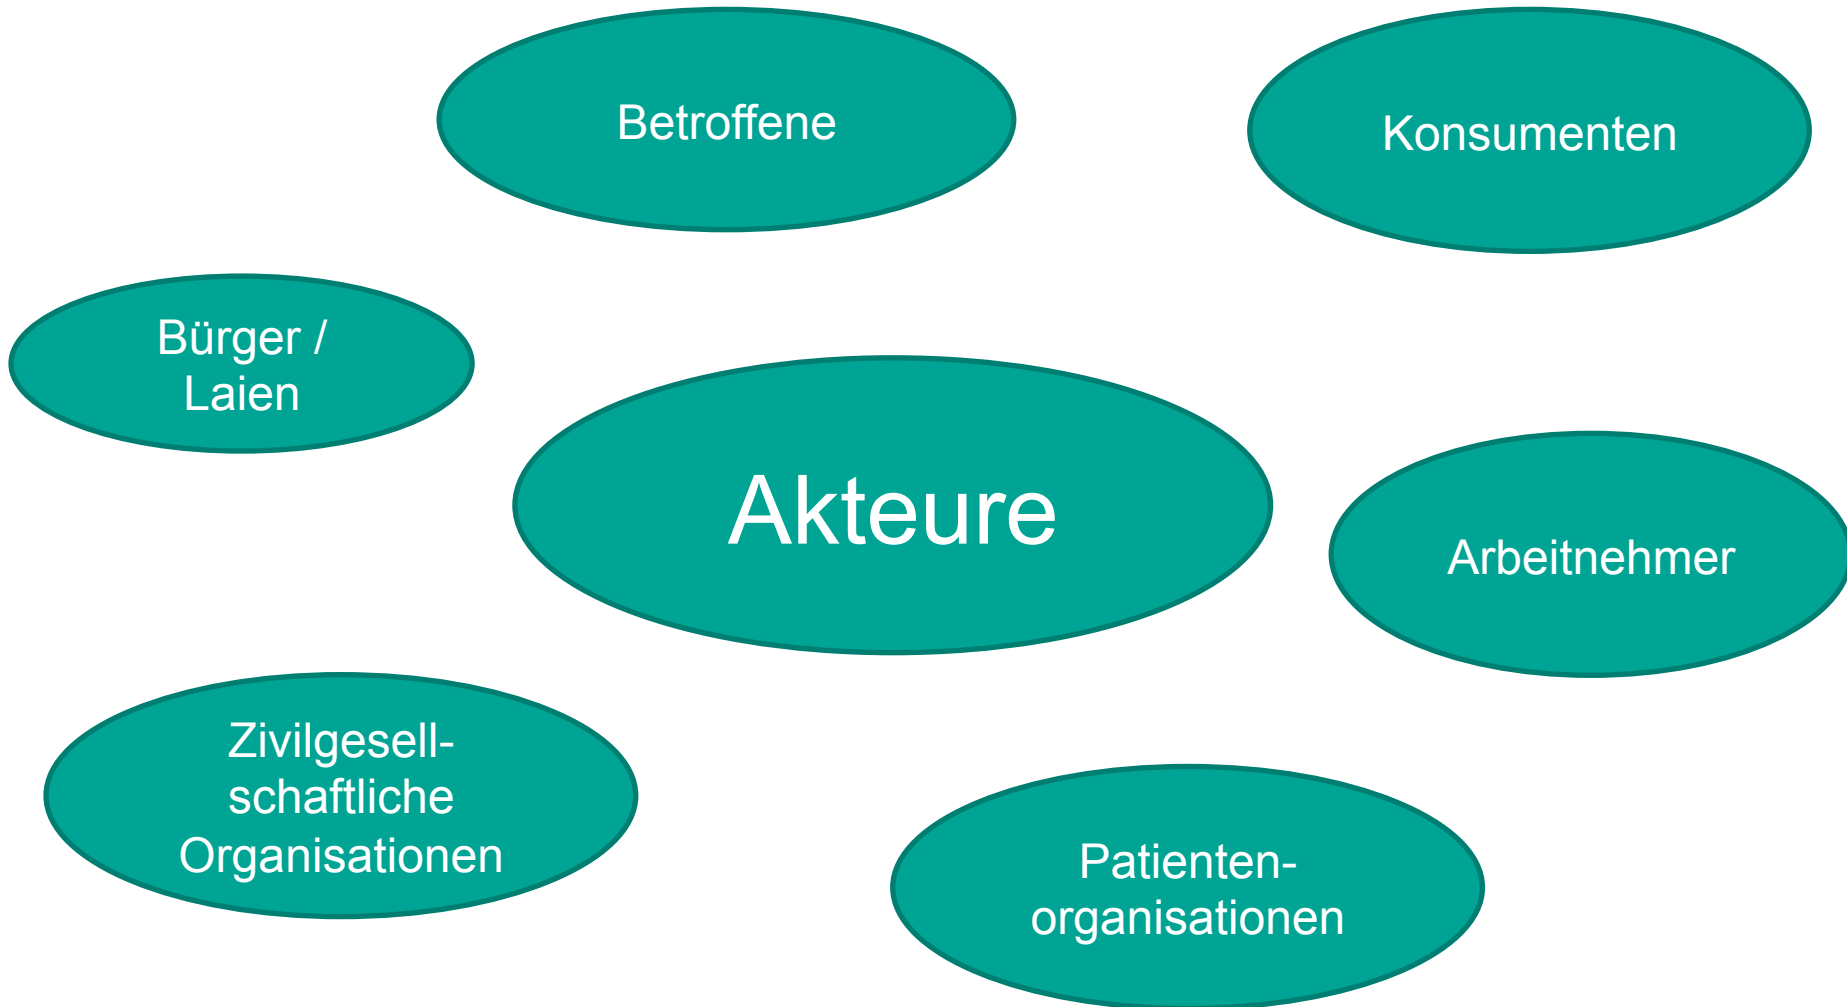 Betroffene
Konsumenten
Bürger /
Laien
Akteure
Arbeitnehmer
Zivilgesell-
schaftliche
Organisationen
Patienten-
organisationen